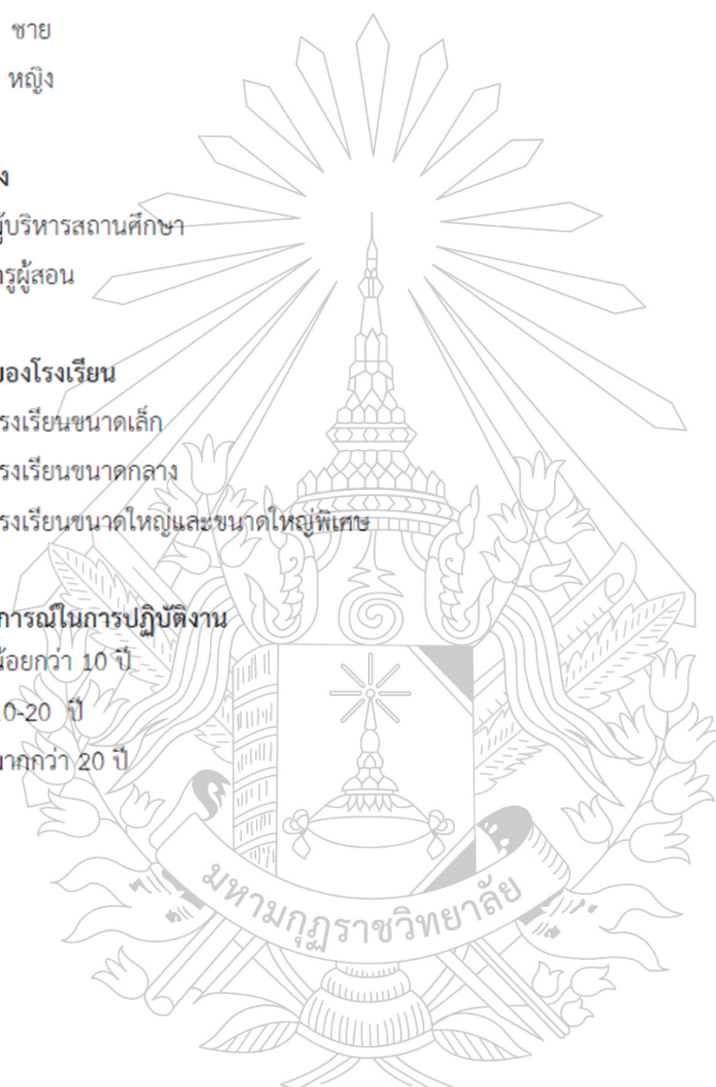 ชาย
หญิง
ง
ผู้บริหารสถานศึกษา
ครูผู้สอน
ของโรงเรียน
รงเรียนขนาดเล็ก
รงเรียนขนาดกลาง
รงเรียนขนาดใหญ่และขนาดใหญ่พิเศษ
การณ์ในการปฏิบัติงาน
น้อยกว่า 10 ปี
10-20 ปี
มากกว่า 20 ปี
มหามกุฏราชวิทยาลัย